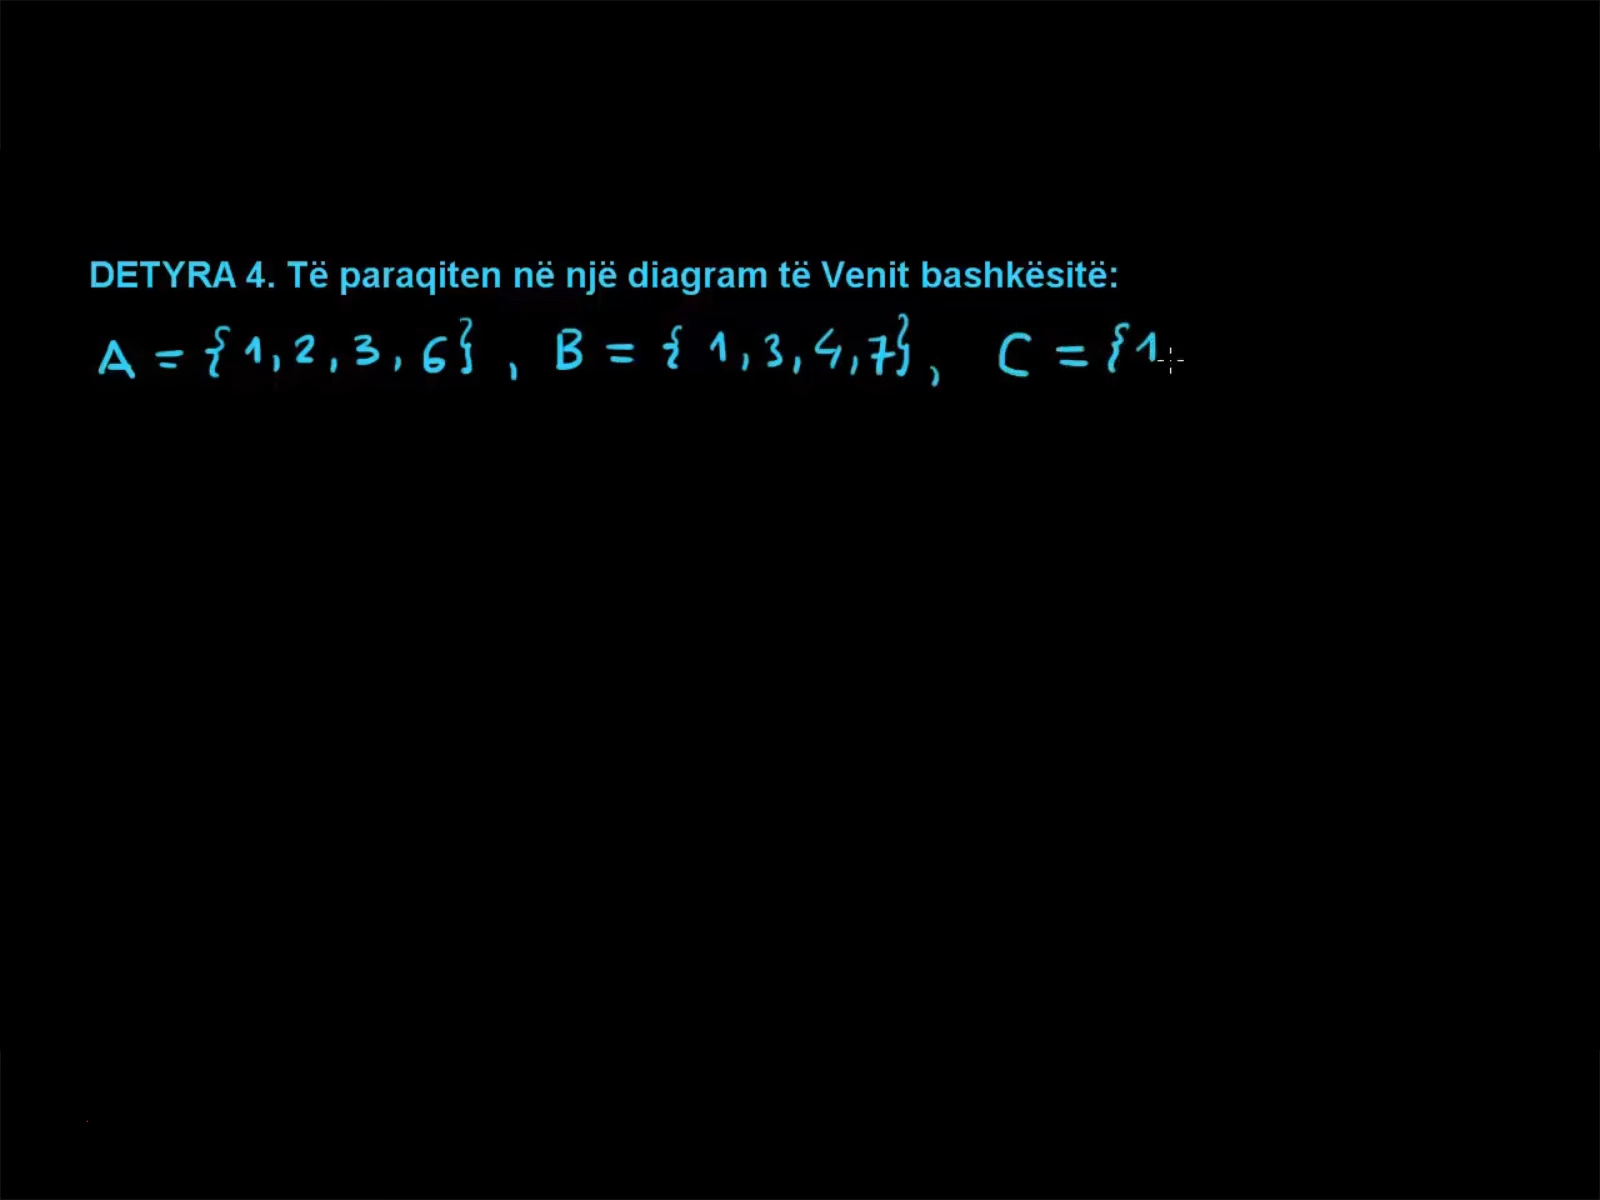 DETYRA 4. Të paraqiten në një diagram të Venit bashkësitë:
A = {1, 2, 3, 6} , B = { 1, 3, 4, 7}, C = {1